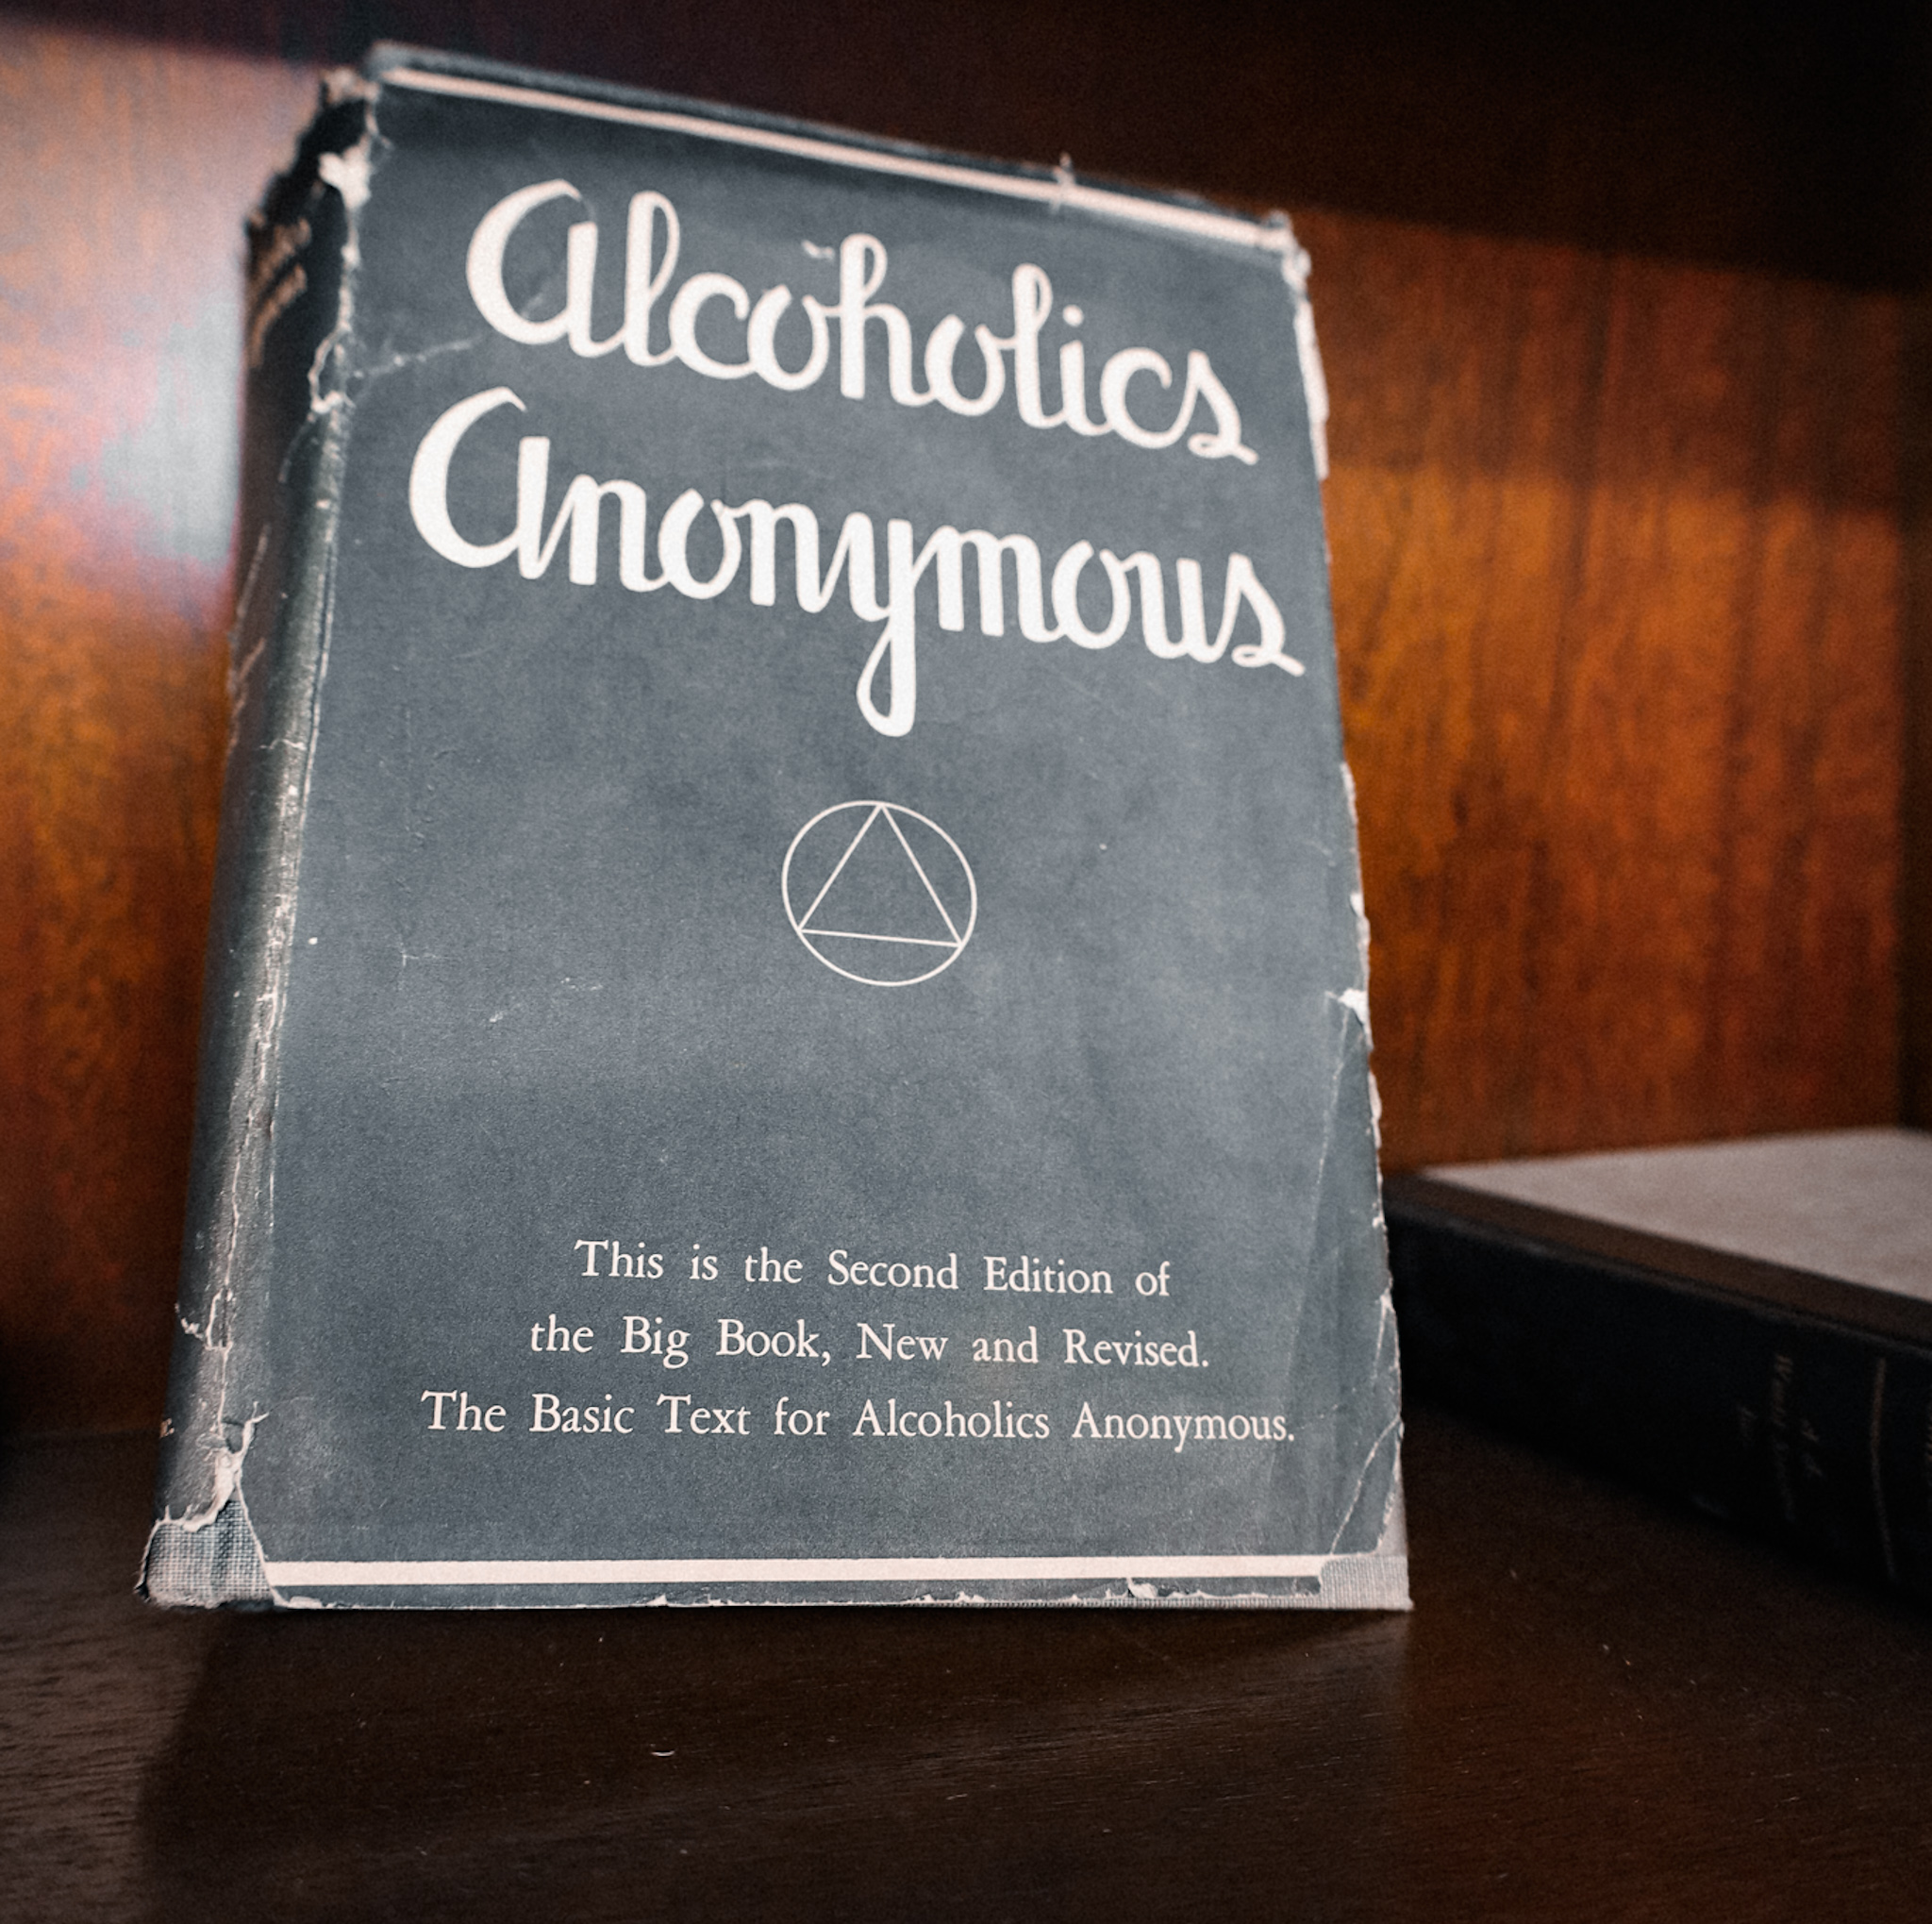 Alcoholics
Anonymous
This is the Second Edition of
the Big Book, New and Revised.
The Basic Text for Alcoholics Anonymous.